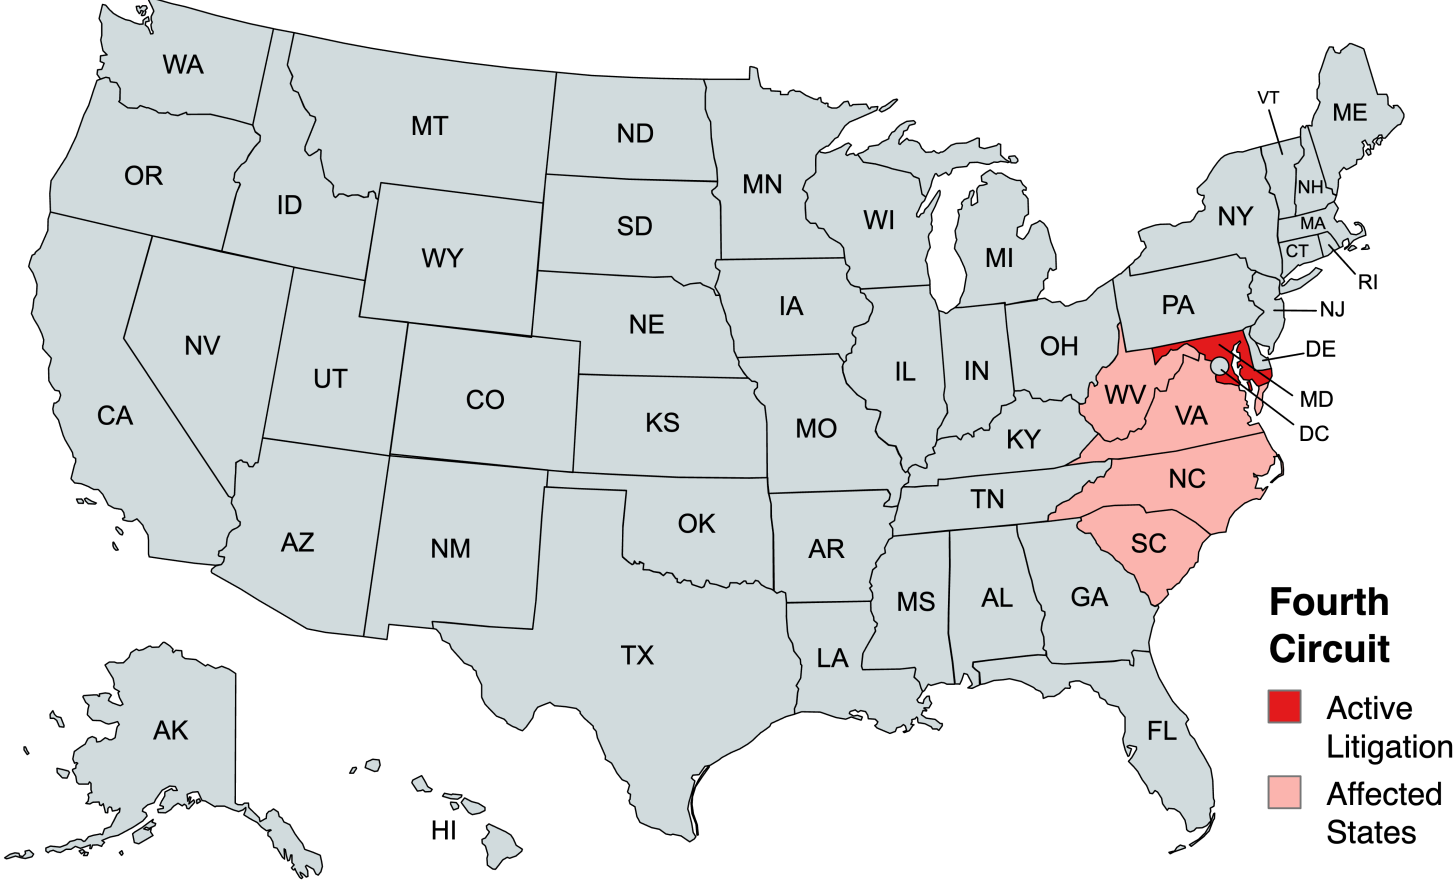 WA
OR
CA
NV
ID
MT
WY
UT
AZ
CO
NM
ND
SD
NE
KS
OK
TX
MN
IA
MO
AR
LA
WI
IL
MI
IN
OH
KY
TN
MS
AL
GA
FL
SC
NC
VA
WV
PA
NY
VT
NH
ME
MA
CT
RI
NJ
DE
MD
DC
AK
HI
Fourth
Circuit
Active
Litigation
Affected
States